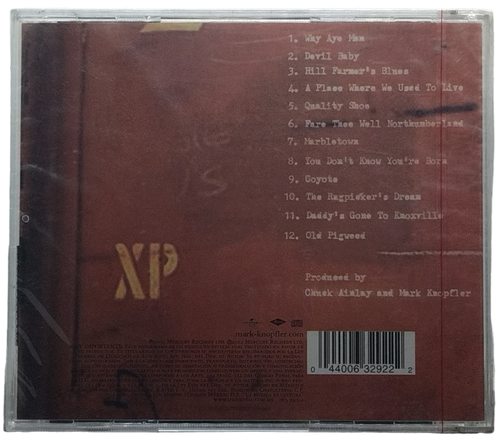 1. Why Aye Man
2. Devil Baby
3. Hill Farmer's Blues
4. A Place Where We Used To Live
5. Quality Shoe
6. Fare Thee Well Northumberland
7. Marbletown
8. You Don't Know You're Born
9. Coyote
10. The Ragpicker's Dream
11. Daddy's Gone To Knoxville
12. Old Pigweed
XP
Produced by
Chuck Ainlay and Mark Knopfler
mark-knopfler.com
0 44006 32922 2